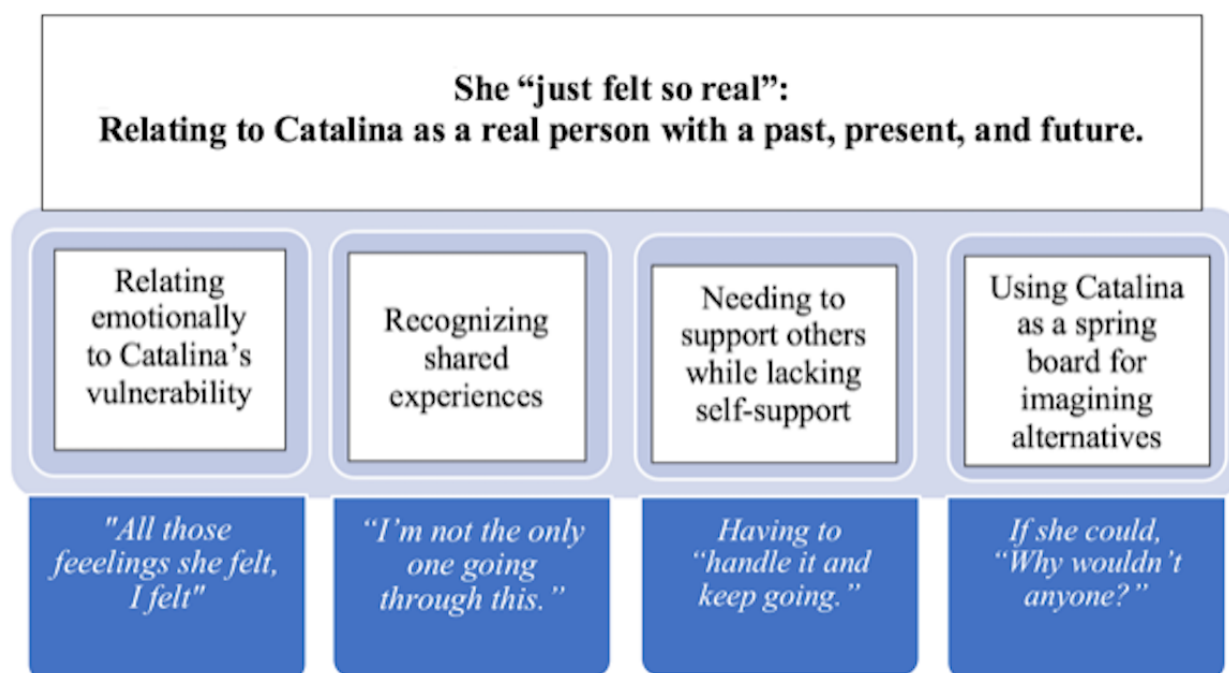 She “just felt so real”:
Relating to Catalina as a real person with a past, present, and future.
Relating
emotionally
to Catalina’s
vulnerability
Recognizing
shared
experiences
Needing to
support others
while lacking
self-support
Using Catalina
as a spring
board for
imagining
alternatives
"All those
feeelings she felt,
I felt"
“I’m not the only
one going
through this.”
Having to
“handle it and
keep going.”
If she could,
“Why wouldn’t
anyone?”